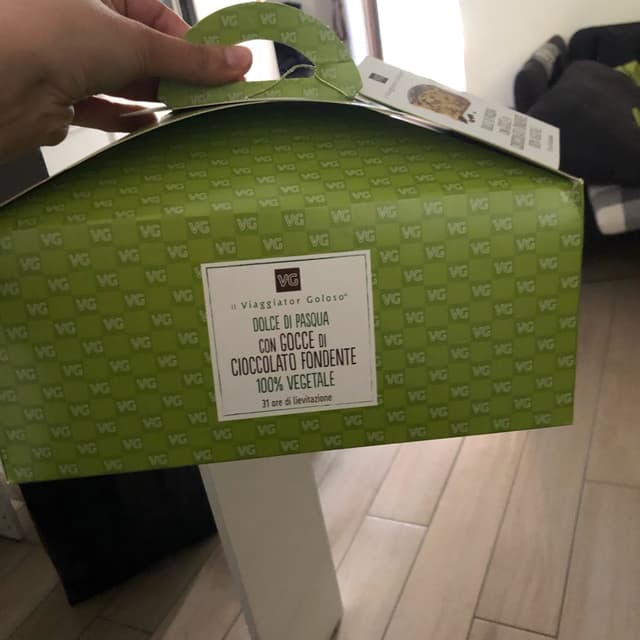 VG
Il Viaggiator Goloso®
DOLCE DI PASQUA
CON GOCCE DI
CIOCCOLATO FONDENTE
100% VEGETALE
31 ore di lievitazione